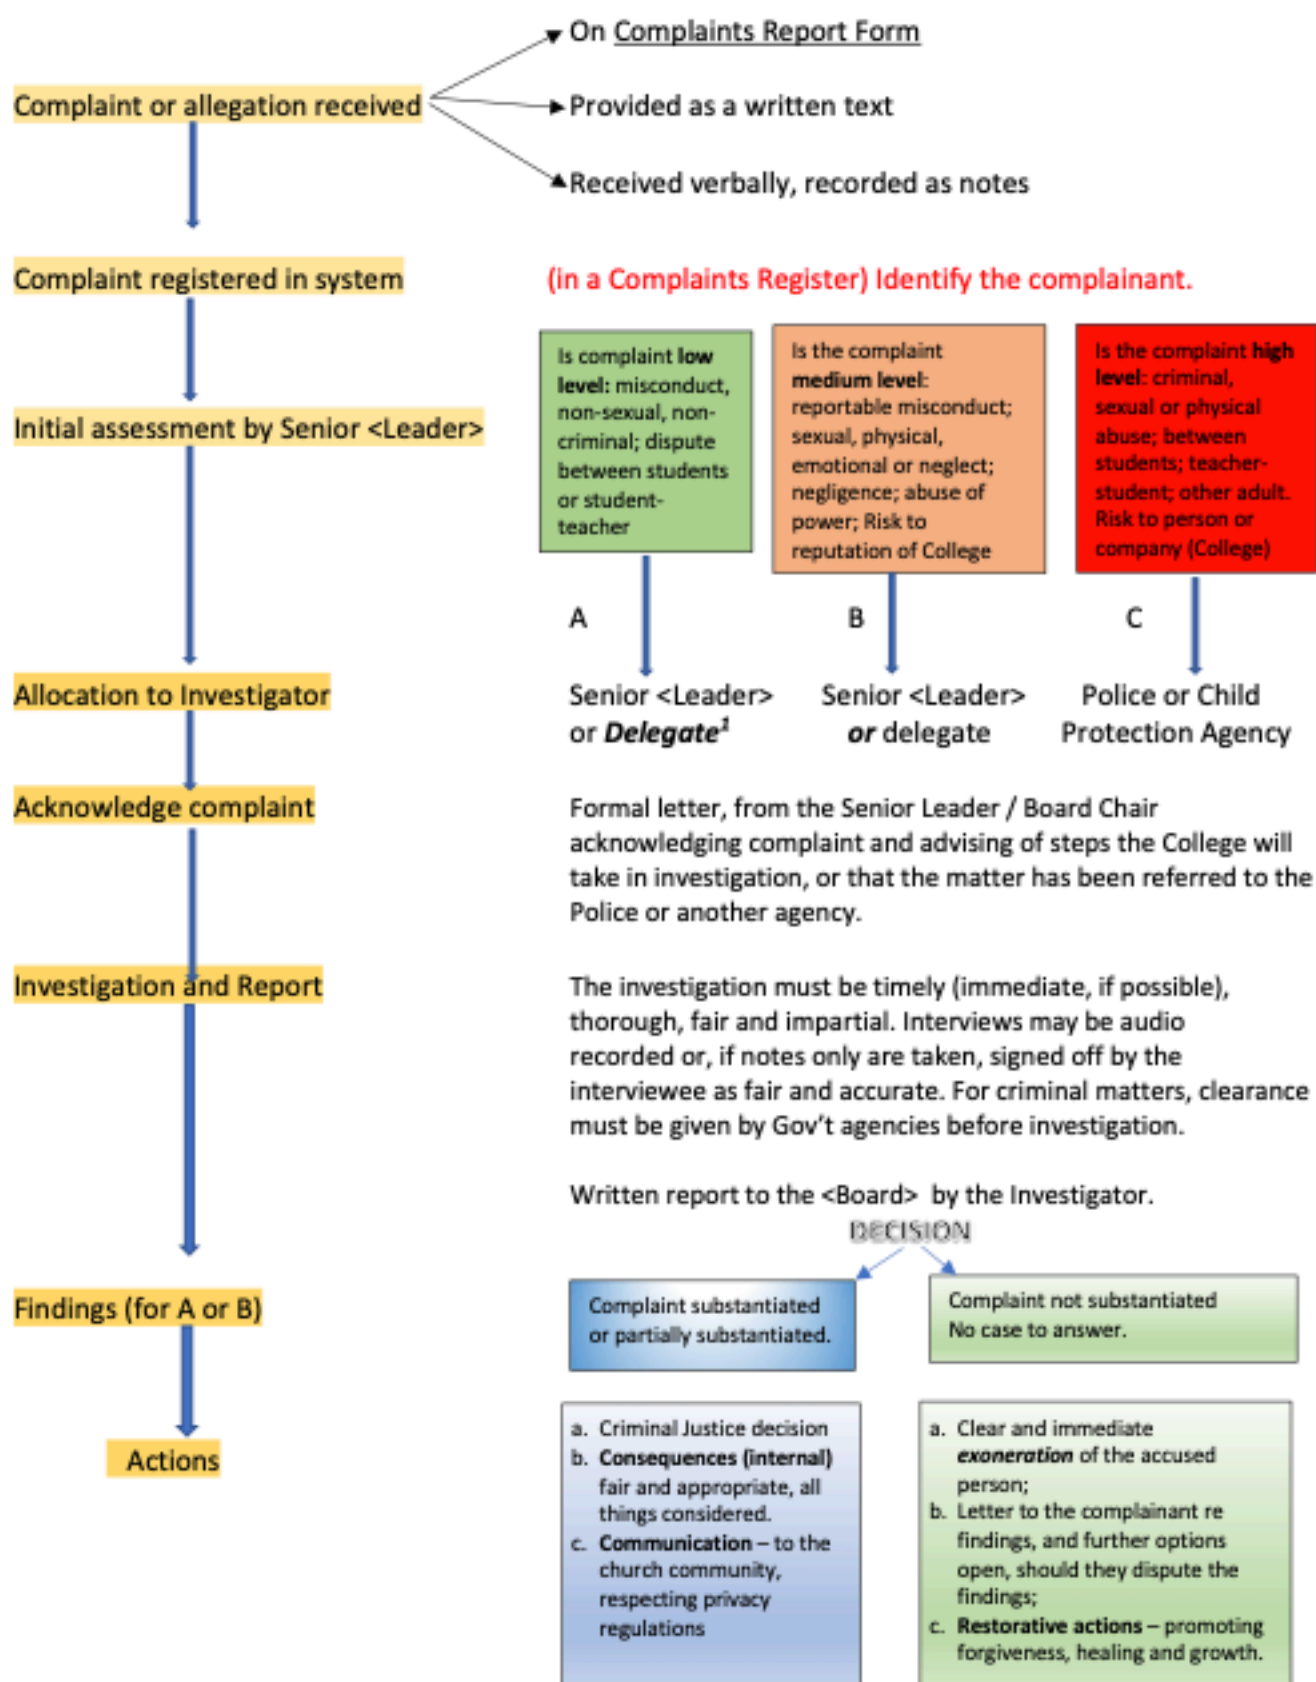 On Complaints Report Form
Complaint or allegation received
Provided as a written text
Received verbally, recorded as notes
Complaint registered in system
(in a Complaints Register) Identify the complainant.
Initial assessment by Senior <Leader>
Is complaint low
level: misconduct,
non-sexual, non-
criminal; dispute
between students
or student-
teacher
Is the complaint
medium level:
reportable misconduct;
sexual, physical,
emotional or neglect;
negligence; abuse of
power; Risk to
reputation of College
Is the complaint high
level: criminal,
sexual or physical
abuse; between
students; teacher-
student; other adult.
Risk to person or
company (College)
A
B
C
Allocation to Investigator
Senior <Leader>
or Delegate1
Senior <Leader>
or delegate
Police or Child
Protection Agency
Acknowledge complaint
Formal letter, from the Senior Leader / Board Chair
acknowledging complaint and advising of steps the College will
take in investigation, or that the matter has been referred to the
Police or another agency.
Investigation and Report
The investigation must be timely (immediate, if possible),
thorough, fair and impartial. Interviews may be audio
recorded or, if notes only are taken, signed off by the
interviewee as fair and accurate. For criminal matters, clearance
must be given by Gov't agencies before investigation.
Written report to the <Board> by the Investigator.
DECISION
Findings (for A or B)
Complaint substantiated
or partially substantiated.
Complaint not substantiated
No case to answer.
Actions
a. Criminal Justice decision
b. Consequences (internal)
fair and appropriate, all
things considered.
c. Communication – to the
church community,
respecting privacy
regulations
a. Clear and immediate
exoneration of the accused
person;
b. Letter to the complainant re
findings, and further options
open, should they dispute the
findings;
c. Restorative actions – promoting
forgiveness, healing and growth.